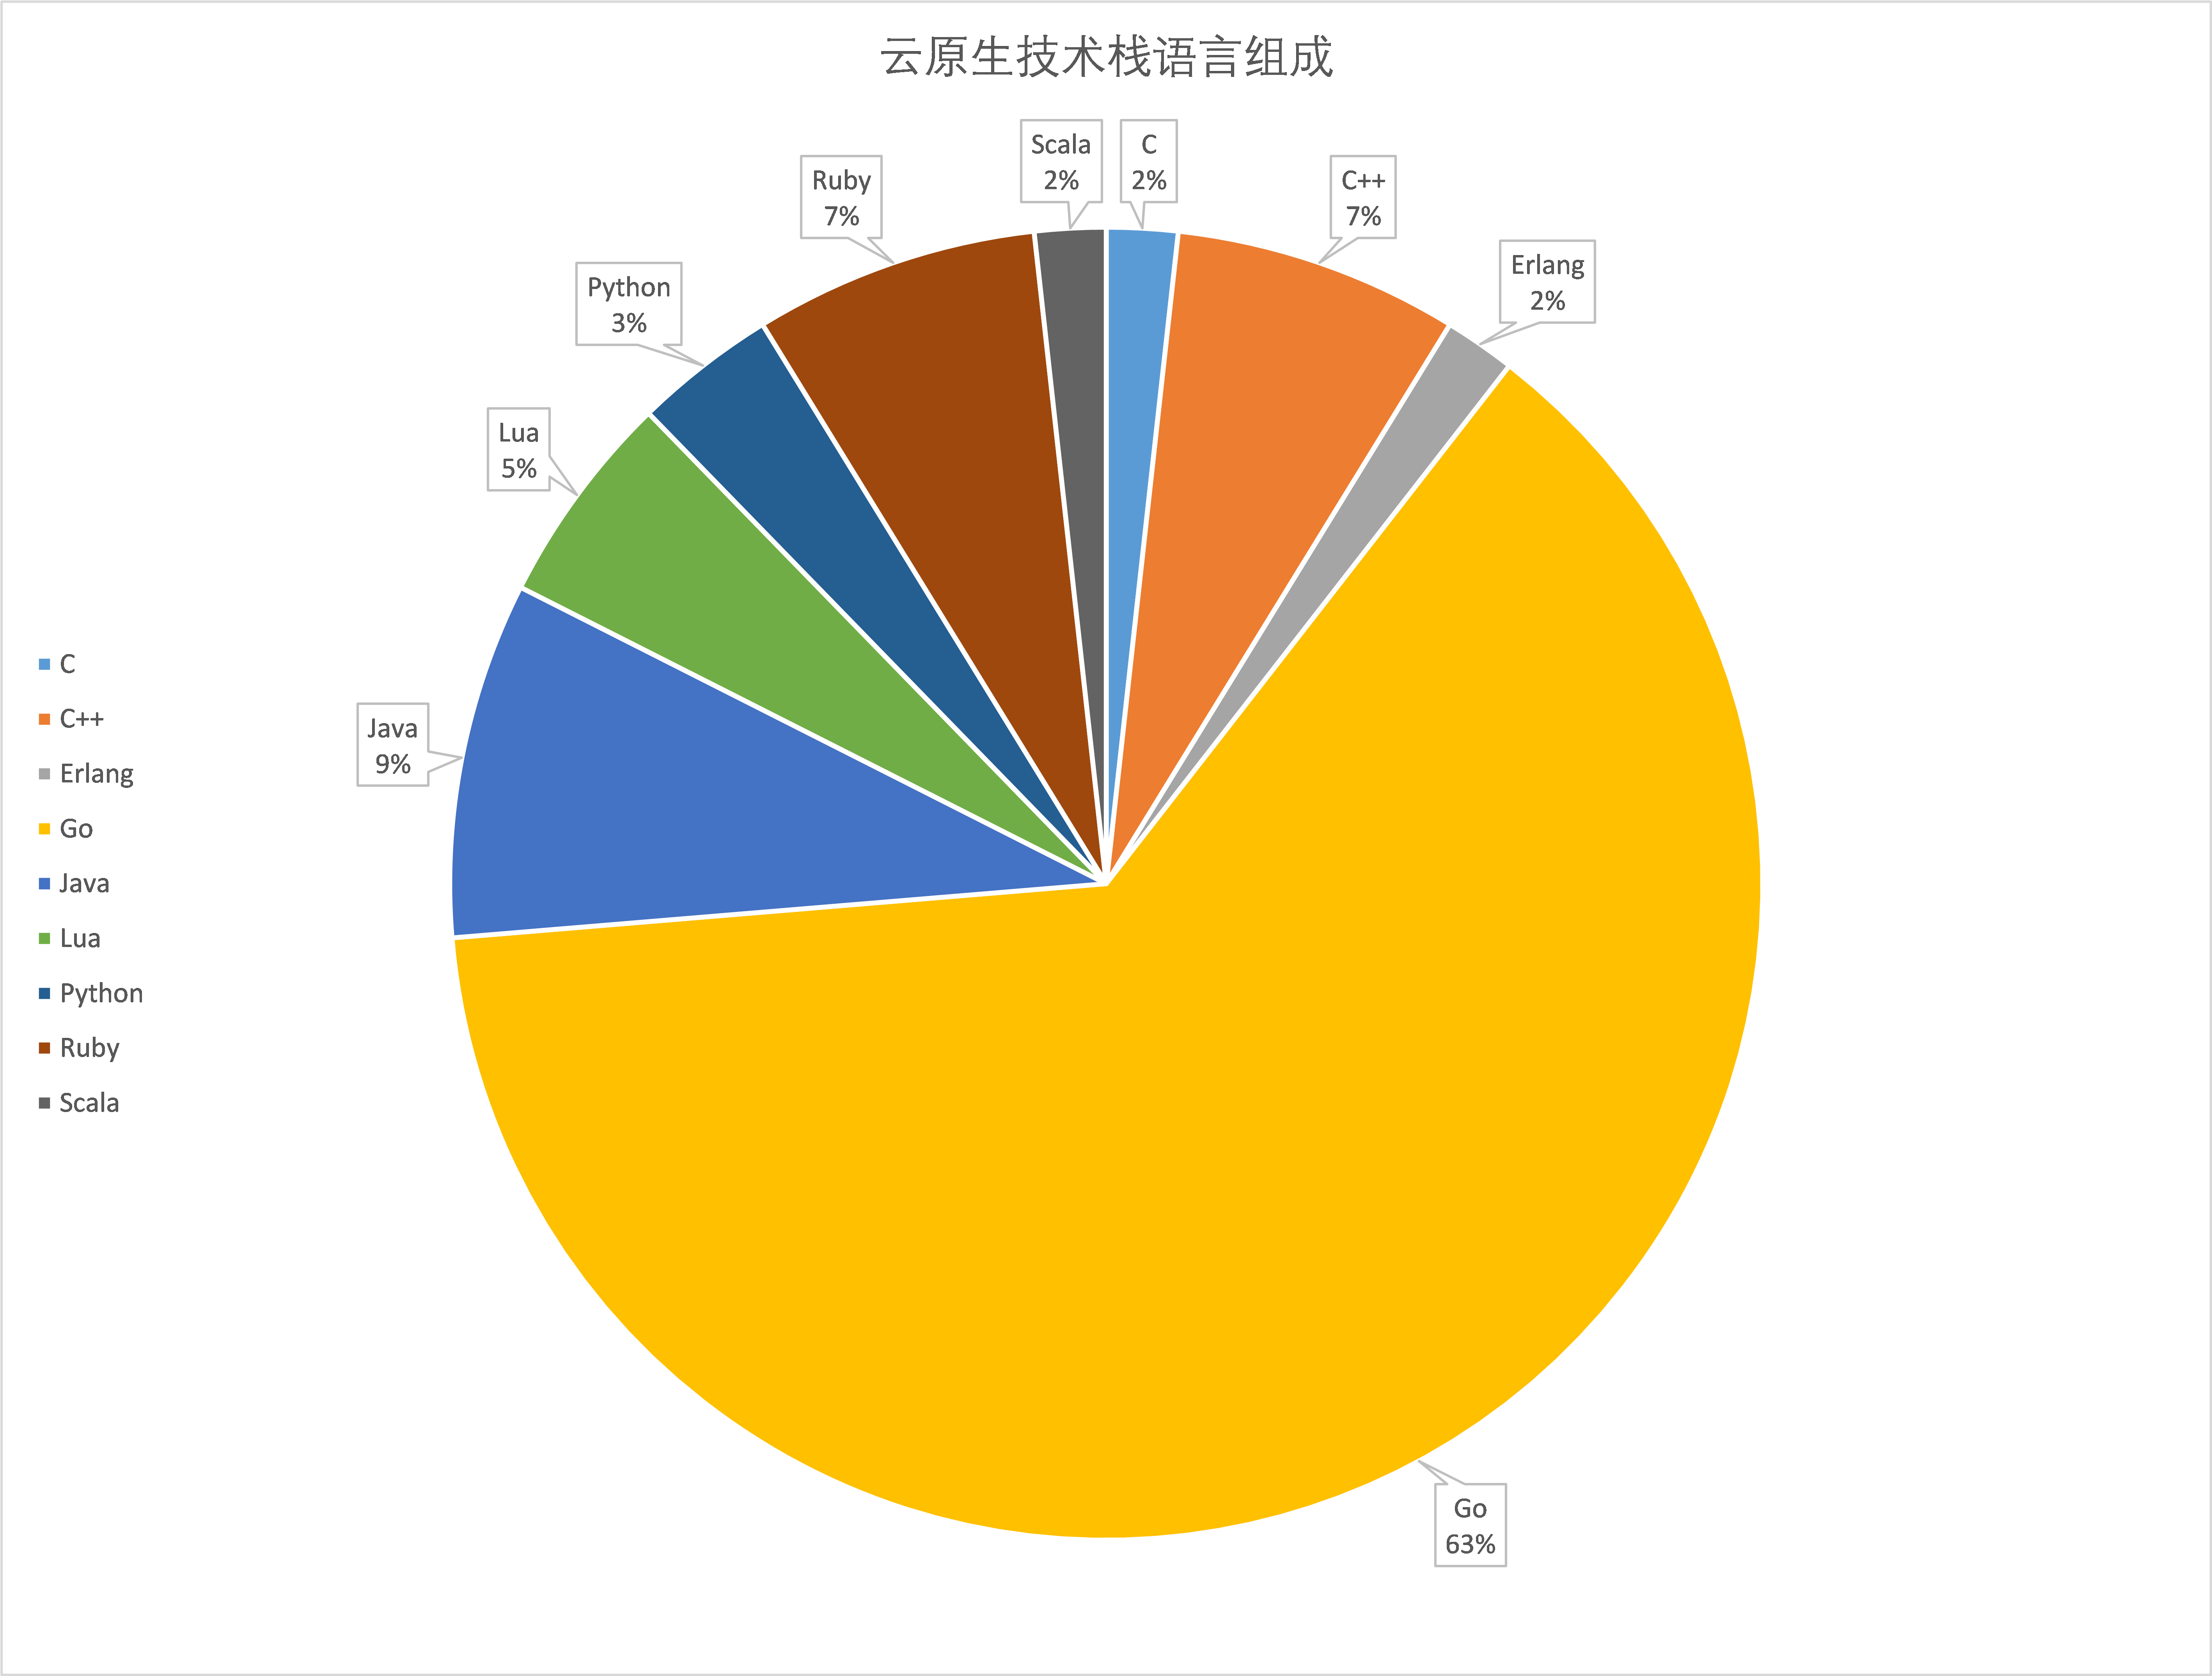 云原生技术栈语言组成
Scala
2%
C
2%
Ruby
7%
C++
7%
Erlang
2%
Python
3%
Lua
5%
Java
9%
Go
63%
C
C++
Erlang
Go
Java
Lua
Python
Ruby
Scala